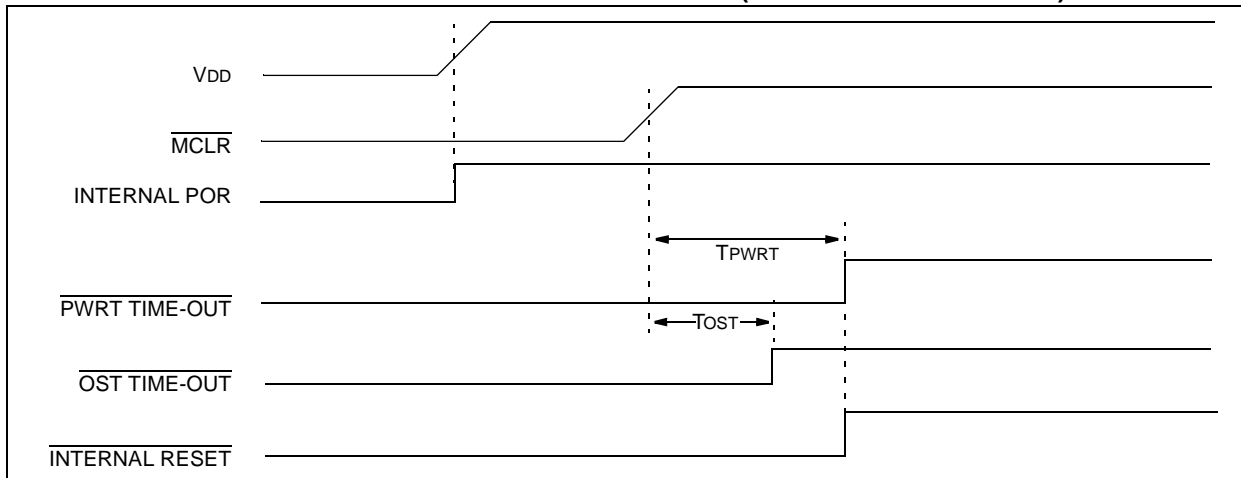 VDD
MCLR
INTERNAL POR
TPWRT
PWRT TIME-OUT
TOST
OST TIME-OUT
INTERNAL RESET